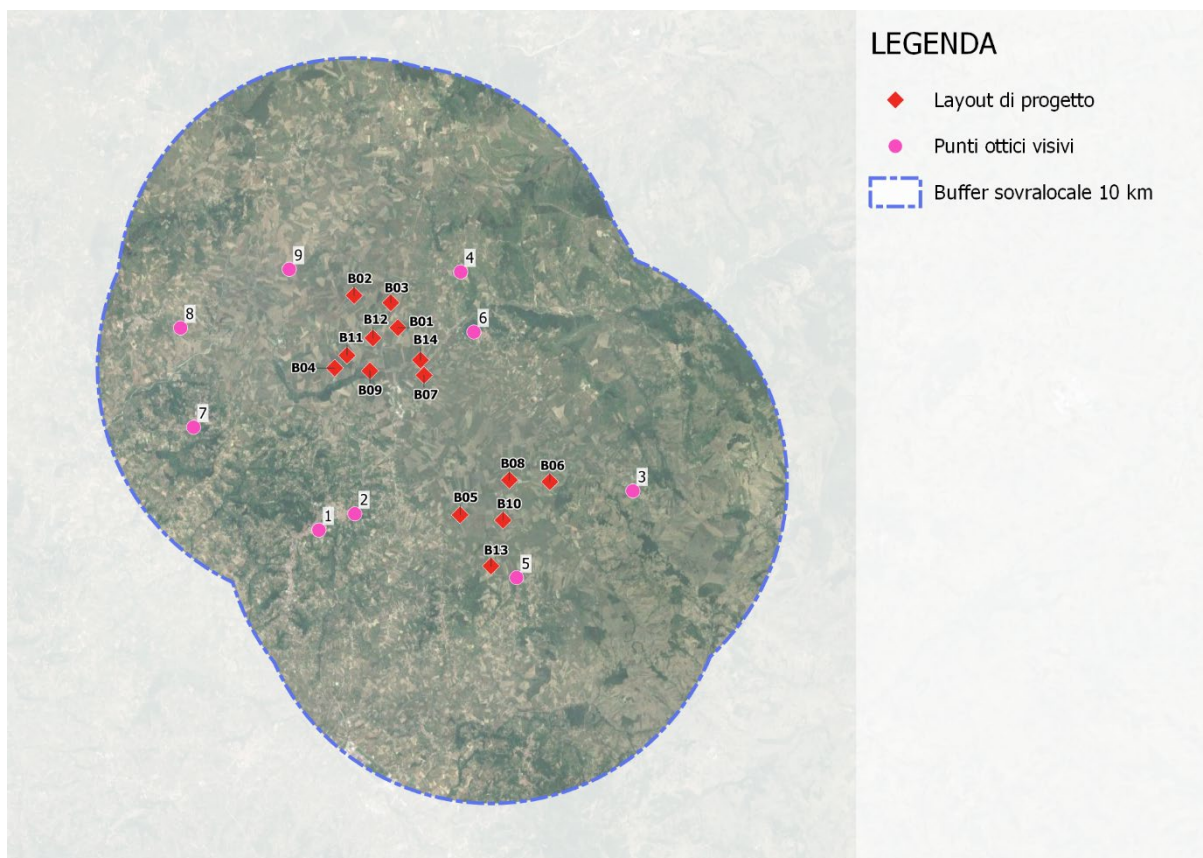 LEGENDA
Layout di progetto
Punti ottici visivi
Buffer sovralocale 10 km
9
4
B02
B03
8
B12
B01
6
B11
B14
B04
B09
B07
7
B08
B06
3
B05
B10
2
1
B13
5